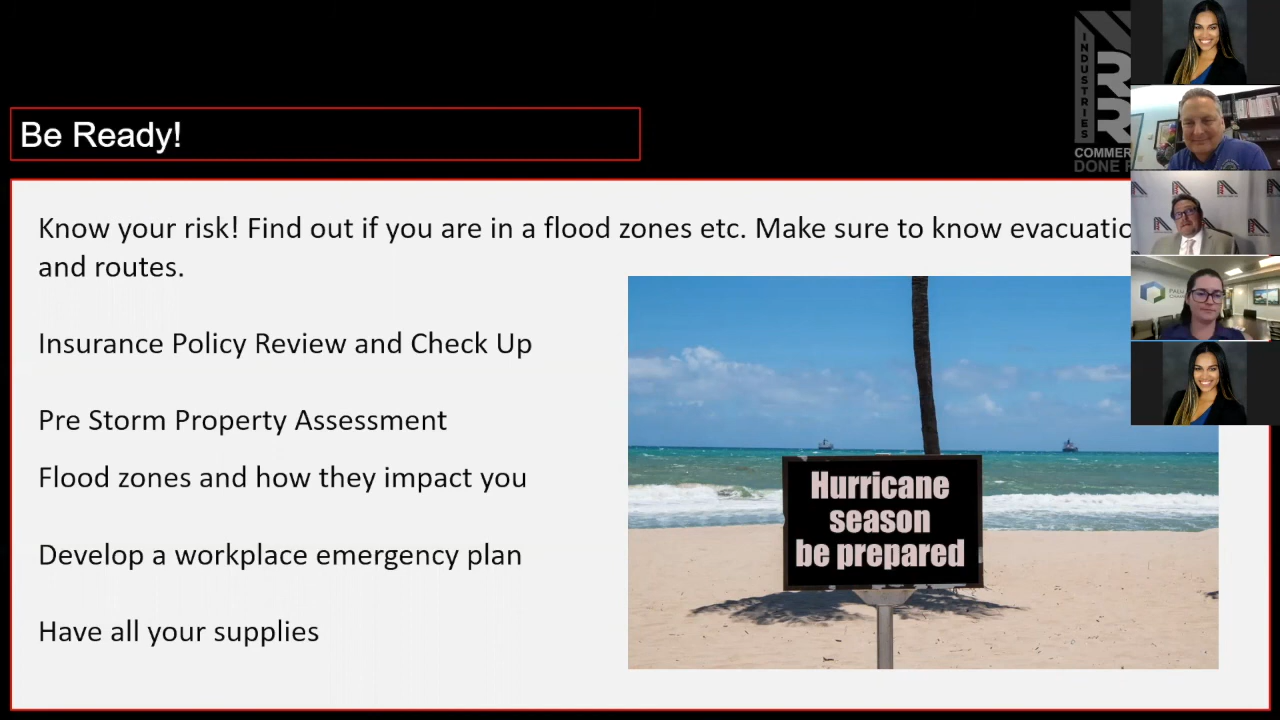 INDUSTRIES
COMMER
DONE
Be Ready!
Know your risk! Find out if you are in a flood zones etc. Make sure to know evacuatio
and routes.
Insurance Policy Review and Check Up
Pre Storm Property Assessment
Flood zones and how they impact you
Develop a workplace emergency plan
Have all your supplies
Hurricane
season
be prepared